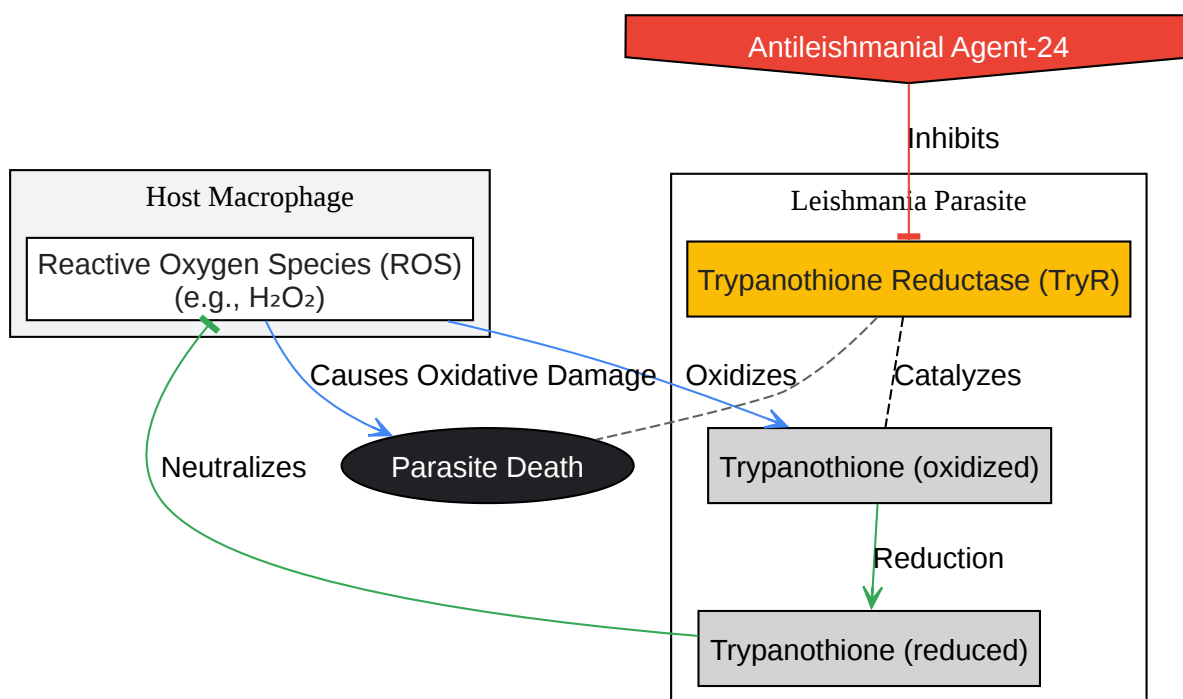 Antileishmanial Agent-24
Inhibits
Host Macrophage
Reactive Oxygen Species (ROS)
(e.g., H₂O₂)
Leishmania Parasite
Trypanothione Reductase (TryR)
Causes Oxidative Damage
Oxidizes
Catalyzes
Neutralizes
Parasite Death
Trypanothione (oxidized)
Reduction
Trypanothione (reduced)